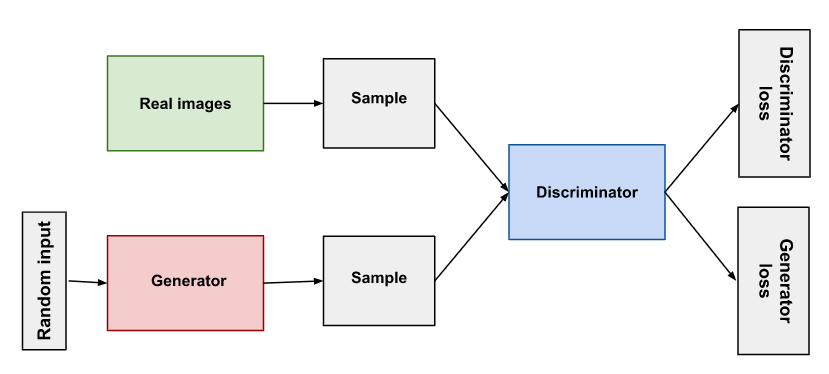 Real images
Sample
Discriminator
loss
Discriminator
Random input
Generator
Sample
Generator
loss